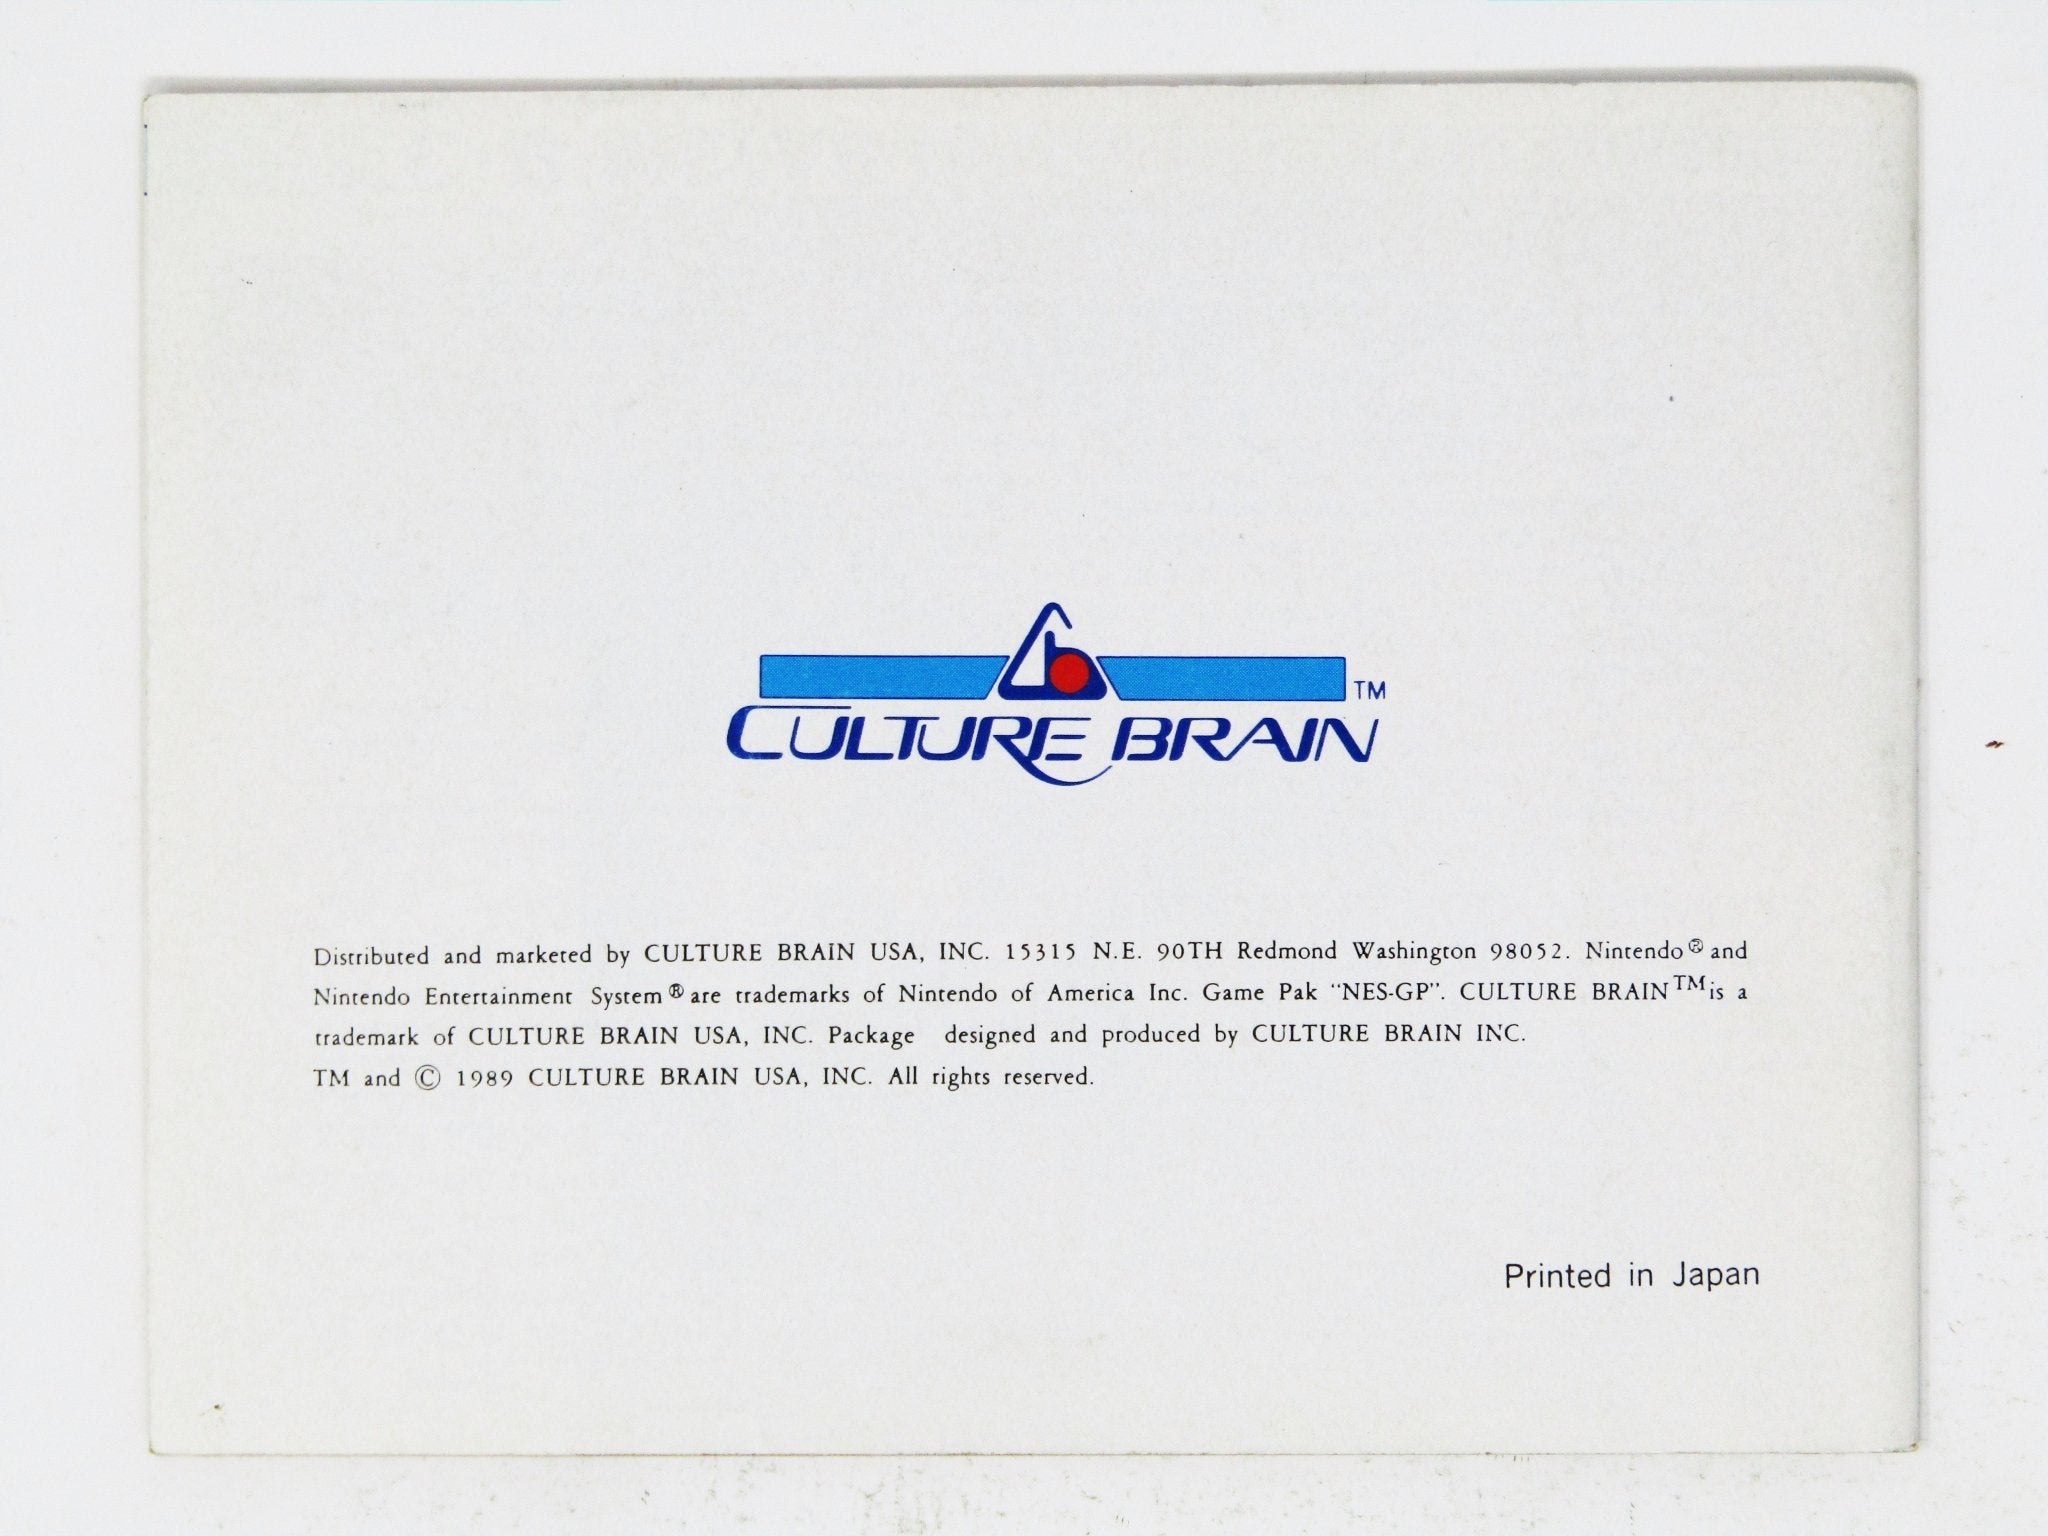 TM
CULTURE BRAIN
Distributed and marketed by CULTURE BRAIN USA, INC. 15315 N.E. 90TH Redmond Washington 98052. Nintendo® and
Nintendo Entertainment System® are trademarks of Nintendo of America Inc. Game Pak “NES-GP”. CULTURE BRAIN™ is a
trademark of CULTURE BRAIN USA, INC. Package designed and produced by CULTURE BRAIN INC.
TM and © 1989 CULTURE BRAIN USA, INC. All rights reserved.
Printed in Japan